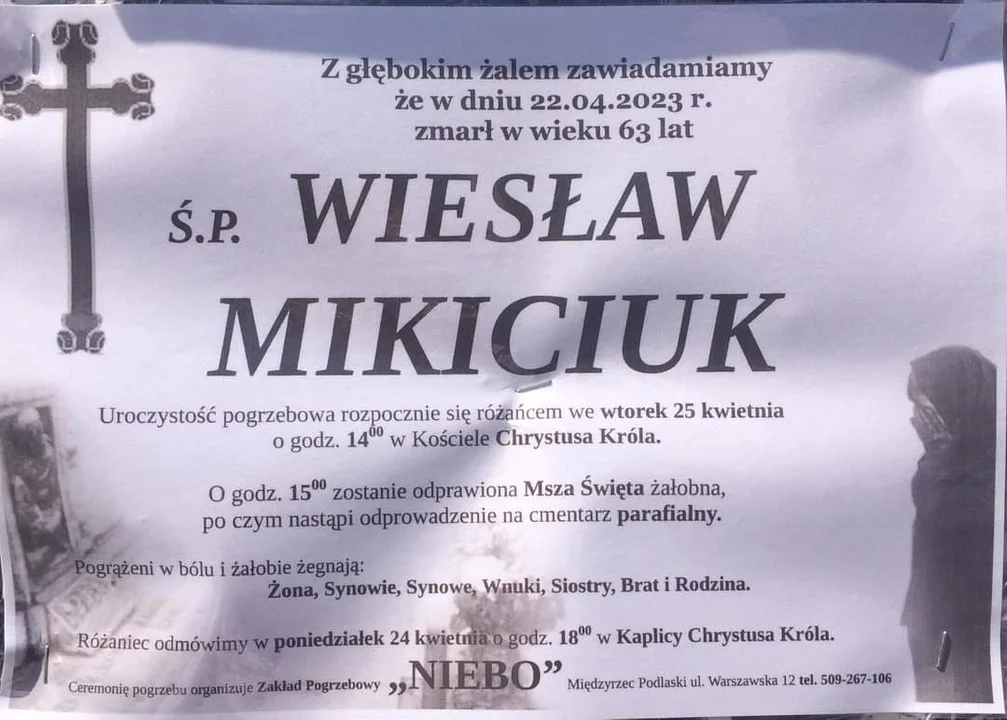 Z głębokim żalem zawiadamiamy
że w dniu 22.04.2023 r.
zmarł w wieku 63 lat
Ś.P. WIESŁAW
MIKICIUK
Uroczystość pogrzebowa rozpocznie się różańcem we wtorek 25 kwietnia
o godz. 14⁰⁰ w Kościele Chrystusa Króla.
O godz. 15⁰⁰ zostanie odprawiona Msza Święta żałobna,
po czym nastąpi odprowadzenie na cmentarz parafialny.
Pogrążeni w bólu i żałobie żegnają:
Żona, Synowie, Synowe, Wnuki, Siostry, Brat i Rodzina.
Różaniec odmówimy w poniedziałek 24 kwietnia o godz. 18⁰⁰ w Kaplicy Chrystusa Króla.
Ceremonię pogrzebu organizuje Zakład Pogrzebowy „NIEBO” Międzyrzec Podlaski ul. Warszawska 12 tel. 509-267-106